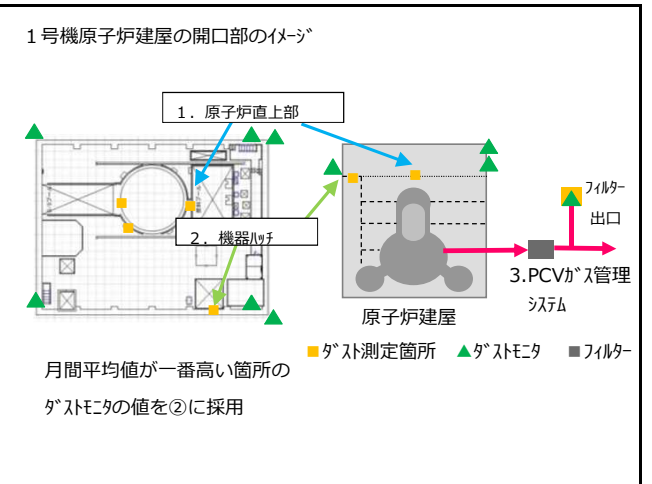 １号機原子炉建屋の開口部のｲﾒｰｼﾞ
１．原子炉直上部
２．機器ﾊｯﾁ
ﾌｨﾙﾀｰ
出口
3.PCVｶﾞｽ管理
ｼｽﾃﾑ
原子炉建屋
ﾀﾞｽﾄ測定箇所 ﾀﾞｽﾄﾓﾆﾀ ﾌｨﾙﾀｰ
月間平均値が一番高い箇所の
ﾀﾞｽﾄﾓﾆﾀの値を②に採用